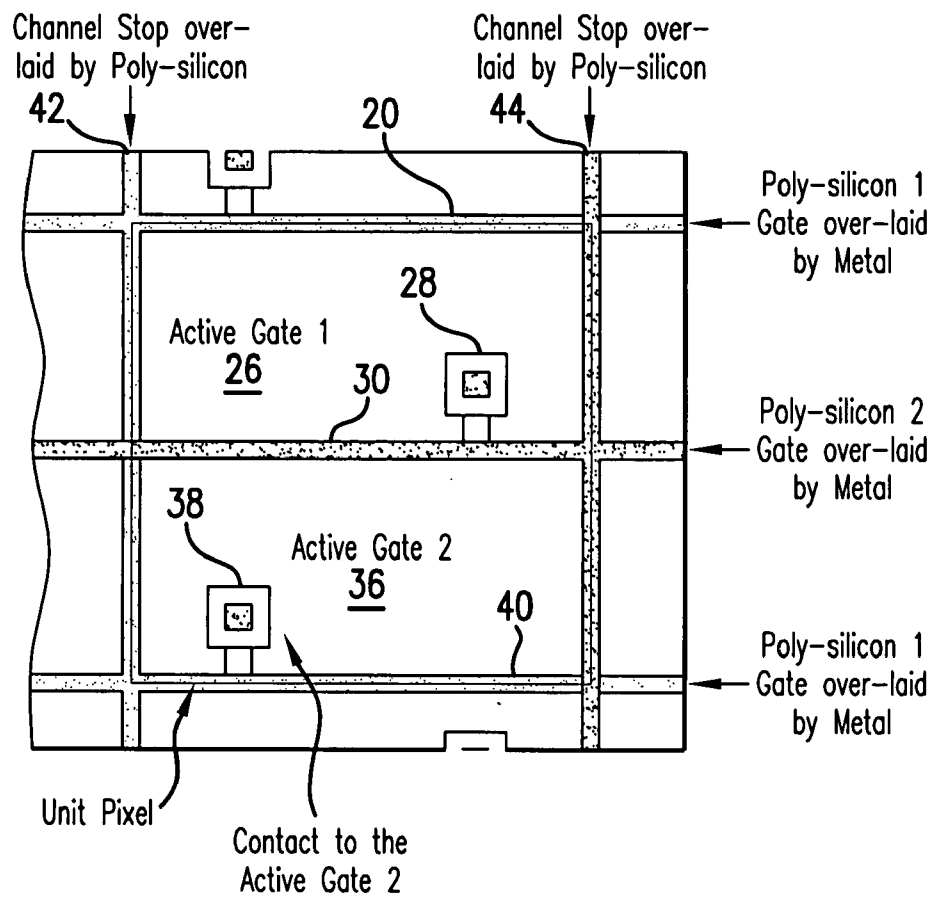 Channel Stop over-
laid by Poly-silicon
Channel Stop over-
laid by Poly-silicon
42
20
44
Poly-silicon 1
Gate over-laid
by Metal
28
Active Gate 1
26
30
Poly-silicon 2
Gate over-laid
by Metal
38
Active Gate 2
36
40
Poly-silicon 1
Gate over-laid
by Metal
Unit Pixel
Contact to the
Active Gate 2